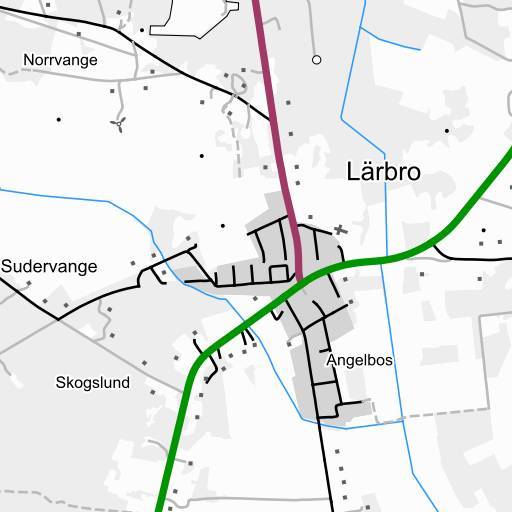 Norrvange
Lärbro
Sudervange
Angelbos
Skogslund